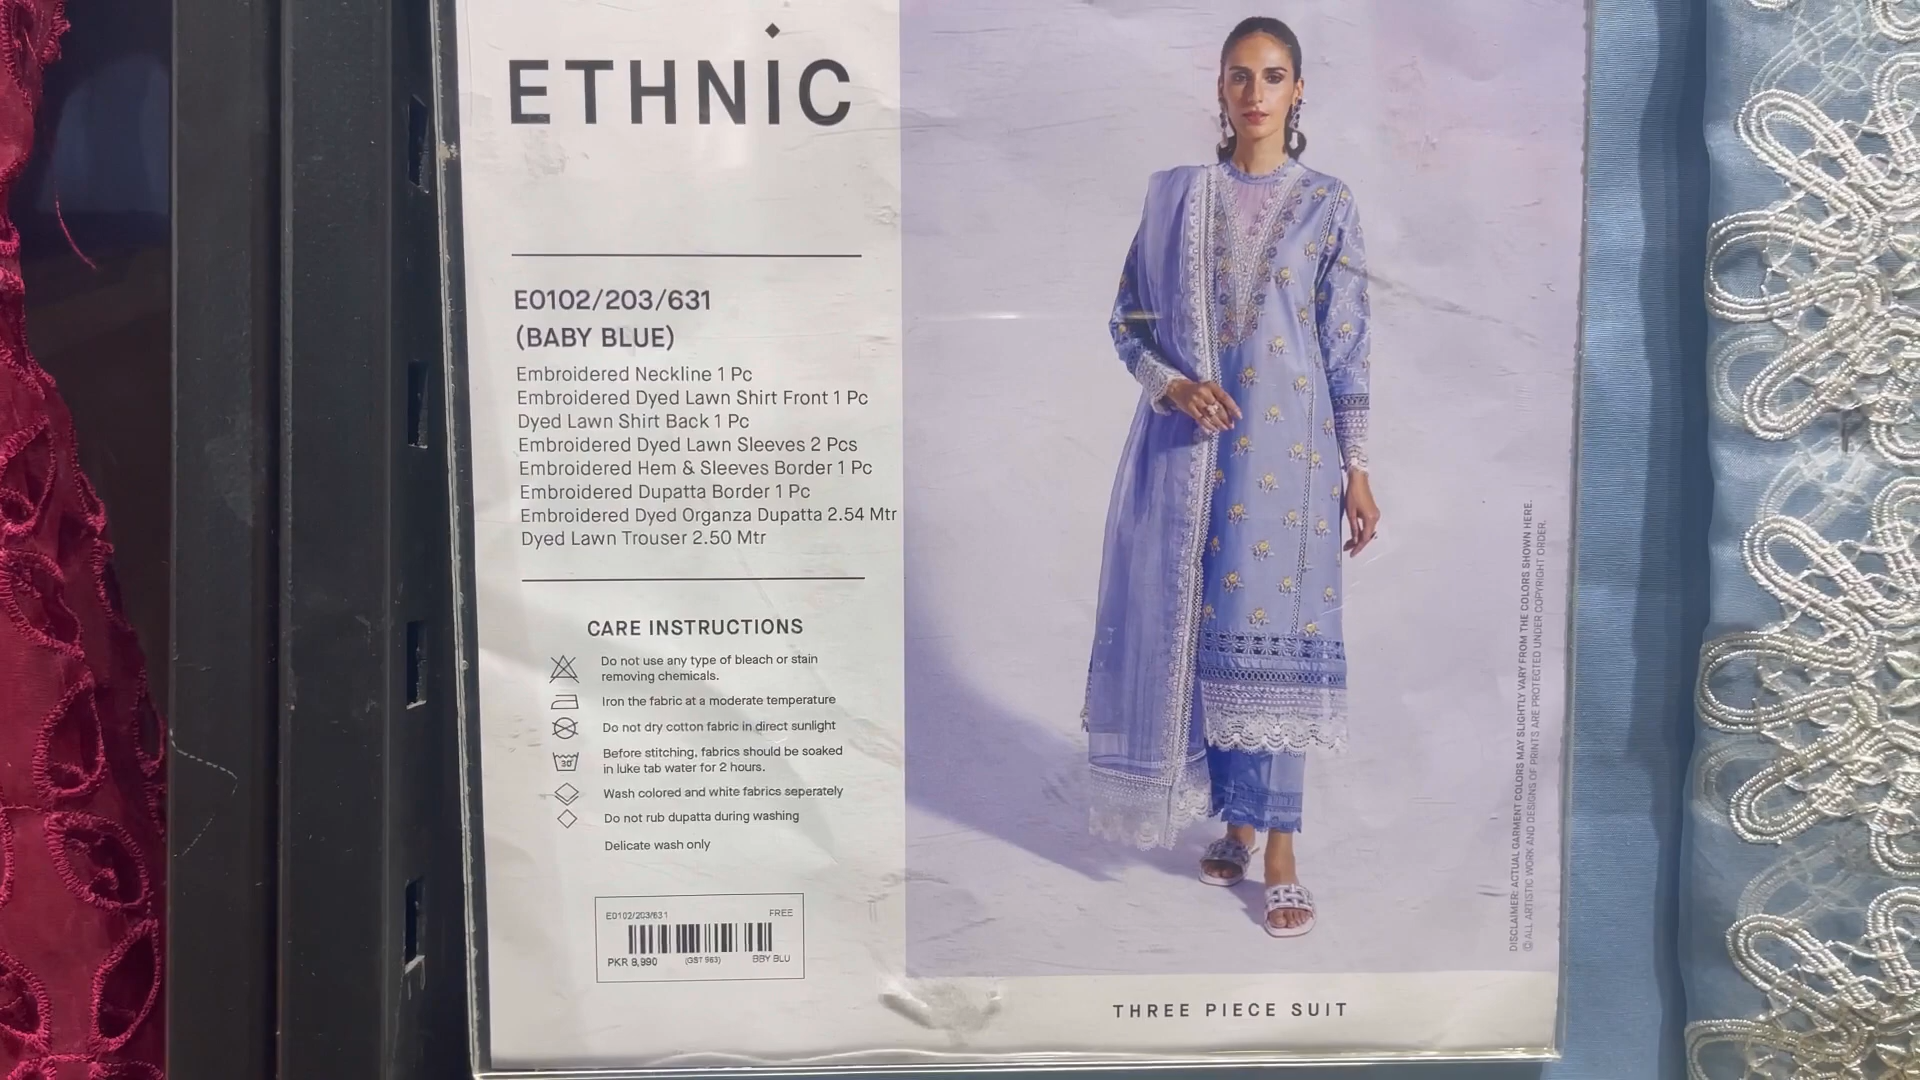 ETHNIC
E0102/203/631
(BABY BLUE)
Embroidered Neckline 1 Pc
Embroidered Dyed Lawn Shirt Front 1 Pc
Dyed Lawn Shirt Back 1 Pc
Embroidered Dyed Lawn Sleeves 2 Pcs
Embroidered Hem & Sleeves Border 1 Pc
Embroidered Dupatta Border 1 Pc
Embroidered Dyed Organza Dupatta 2.54 Mtr
Dyed Lawn Trouser 2.50 Mtr
CARE INSTRUCTIONS
Do not use any type of bleach or stain
removing chemicals.
Iron the fabric at a moderate temperature
Do not dry cotton fabric in direct sunlight
30
Before stitching, fabrics should be soaked
in luke tab water for 2 hours.
Wash colored and white fabrics seperately
Do not rub dupatta during washing
Delicate wash only
E0102/203/631 FREE
PKR 9,990 (GST 963) BBY BLU
THREE PIECE SUIT
DISCLAIMER: ACTUAL GARMENT COLORS MAY SLIGHTLY VARY FROM THE COLORS SHOWN HERE.
© ALL ARTISTIC WORK AND DESIGNS OF PRINTS ARE PROTECTED UNDER COPYRIGHT ORDER.